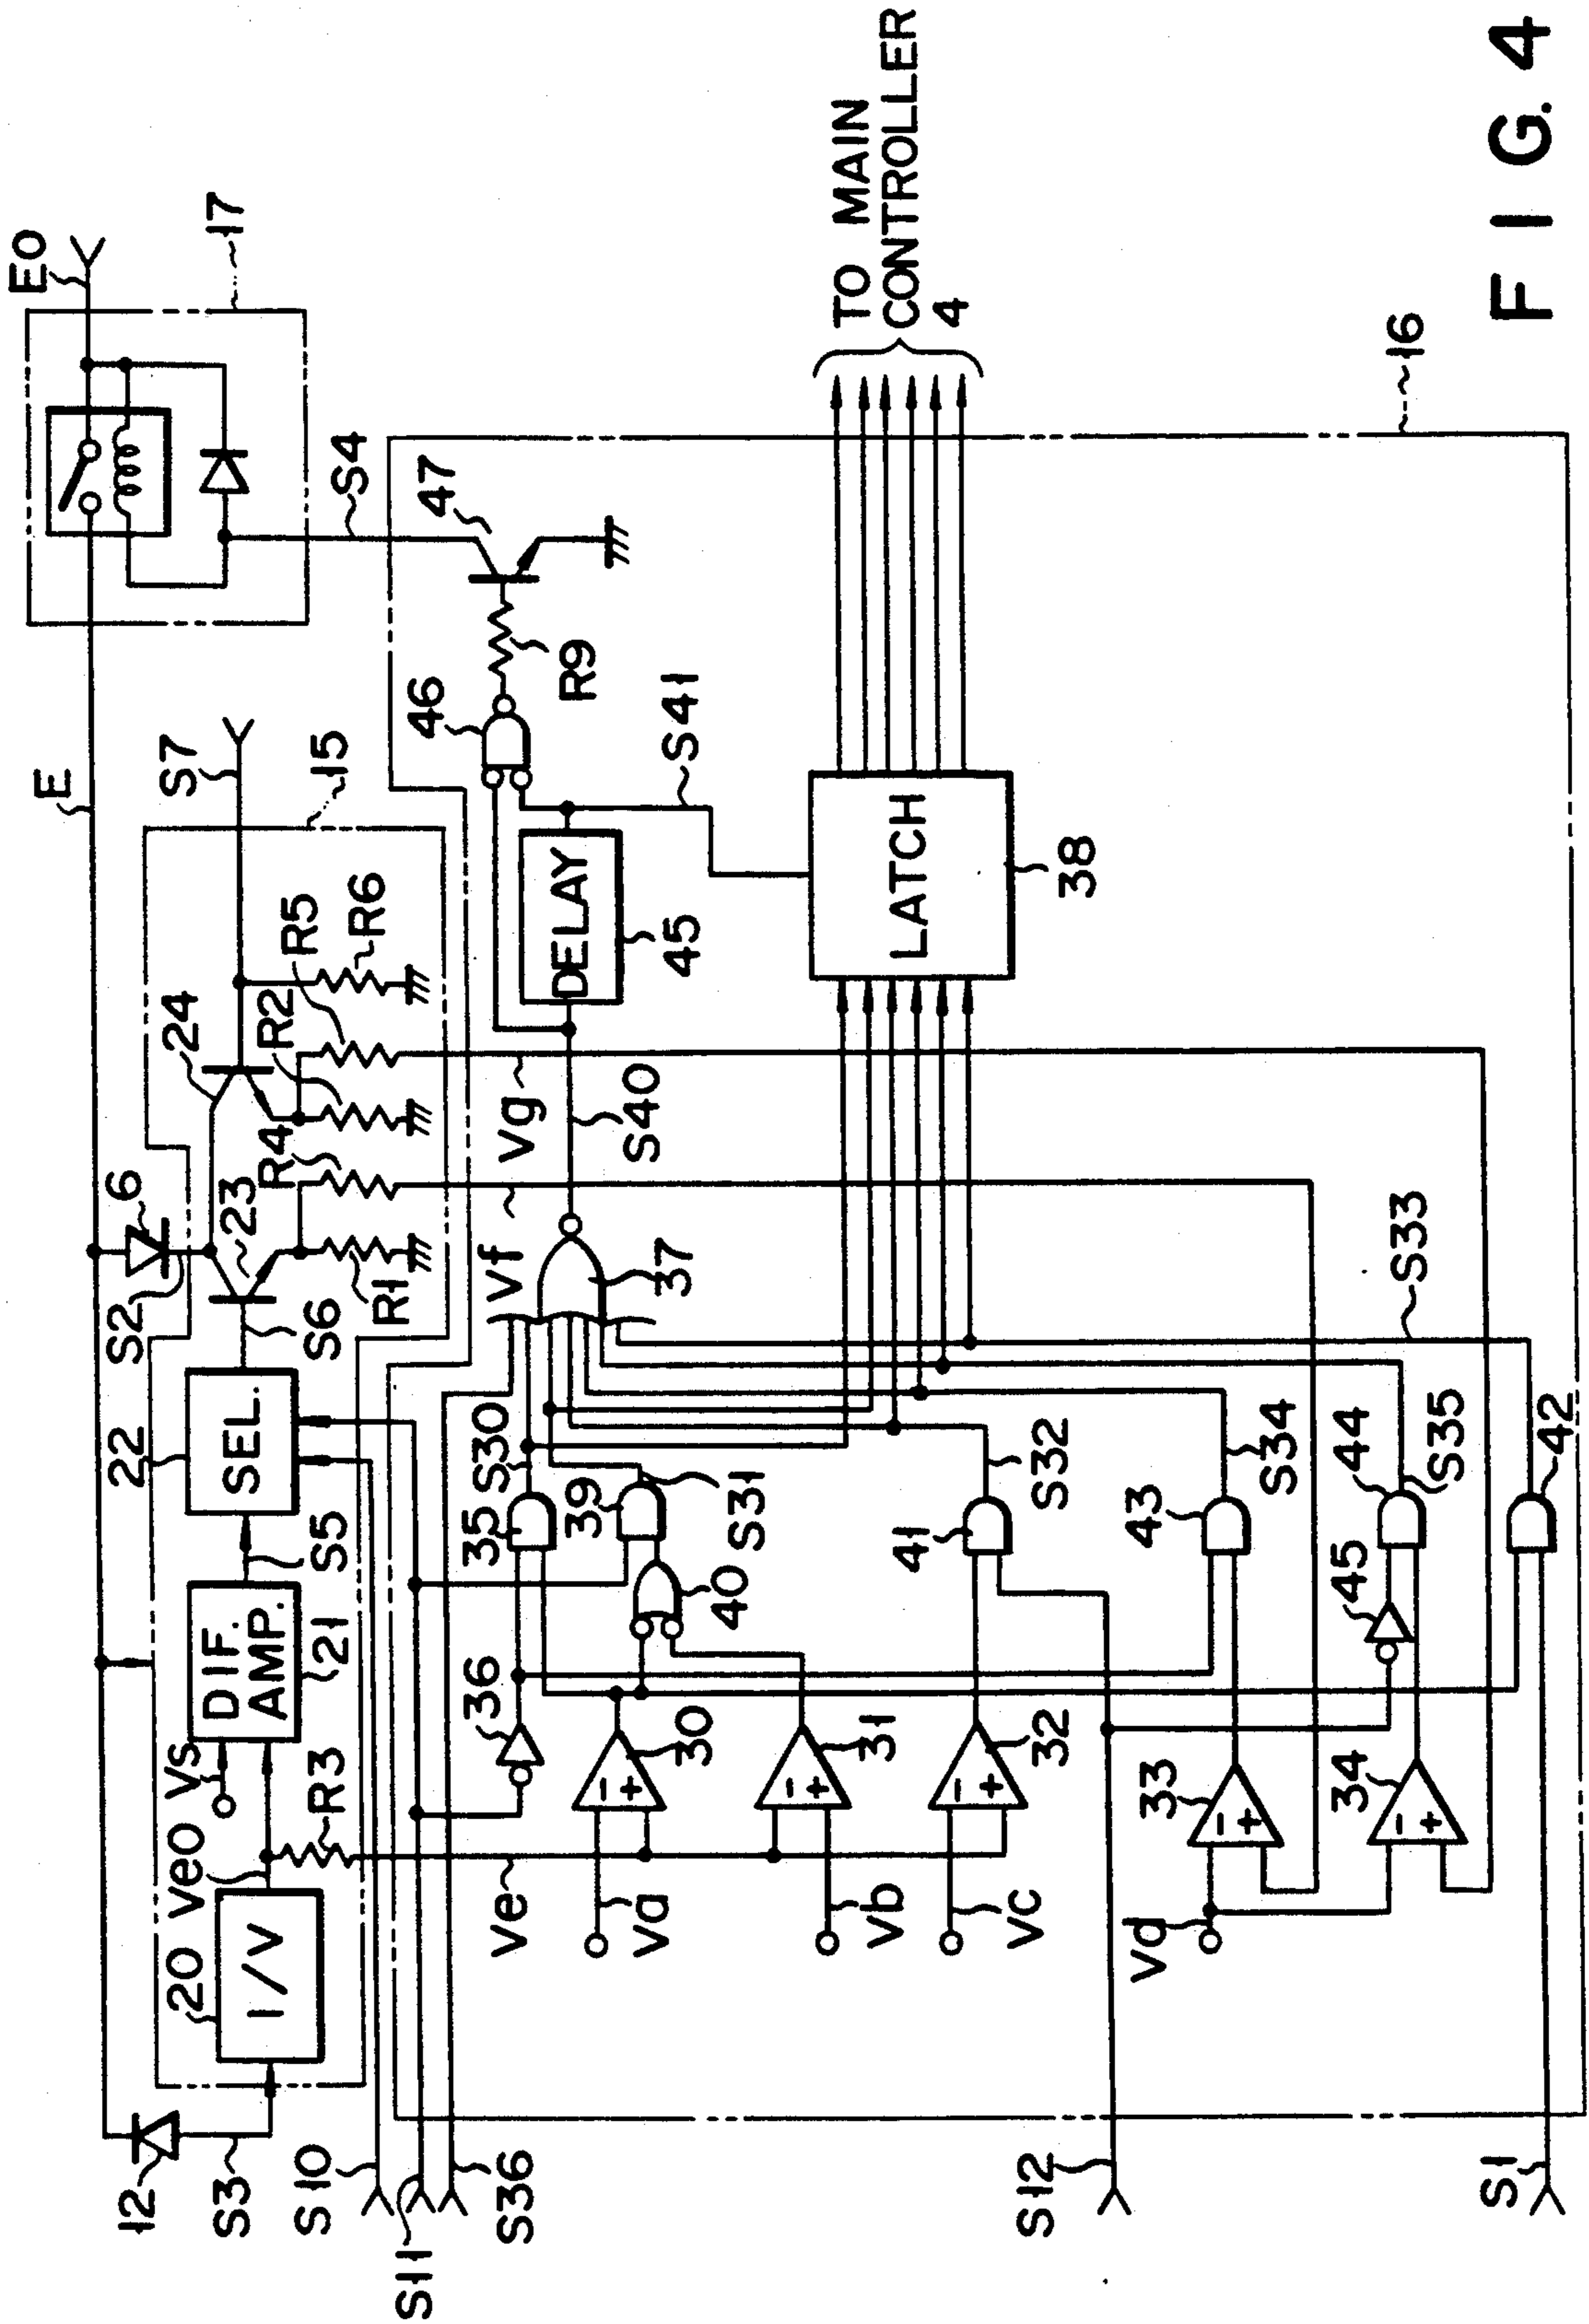 E0
17
E
S7
15
S4
47
46
R9
S41
TO MAIN
CONTROLLER
4
16
DELAY
45
LATCH
38
24
R2
R5
R6
6
23
R4
R1
S2
S6
Vf
Vg
S40
37
S33
22
SEL.
S5
DIF.
AMP.
21
Vs
Ve0
R3
20
I/V
12
S3
S10
S11
S36
35
S30
39
S31
40
36
30
31
32
41
S32
43
S34
44
S35
45
42
33
34
Ve
Va
Vb
Vc
Vd
S12
S1
-
+
-
+
-
+
-
+
-
+
FIG. 4